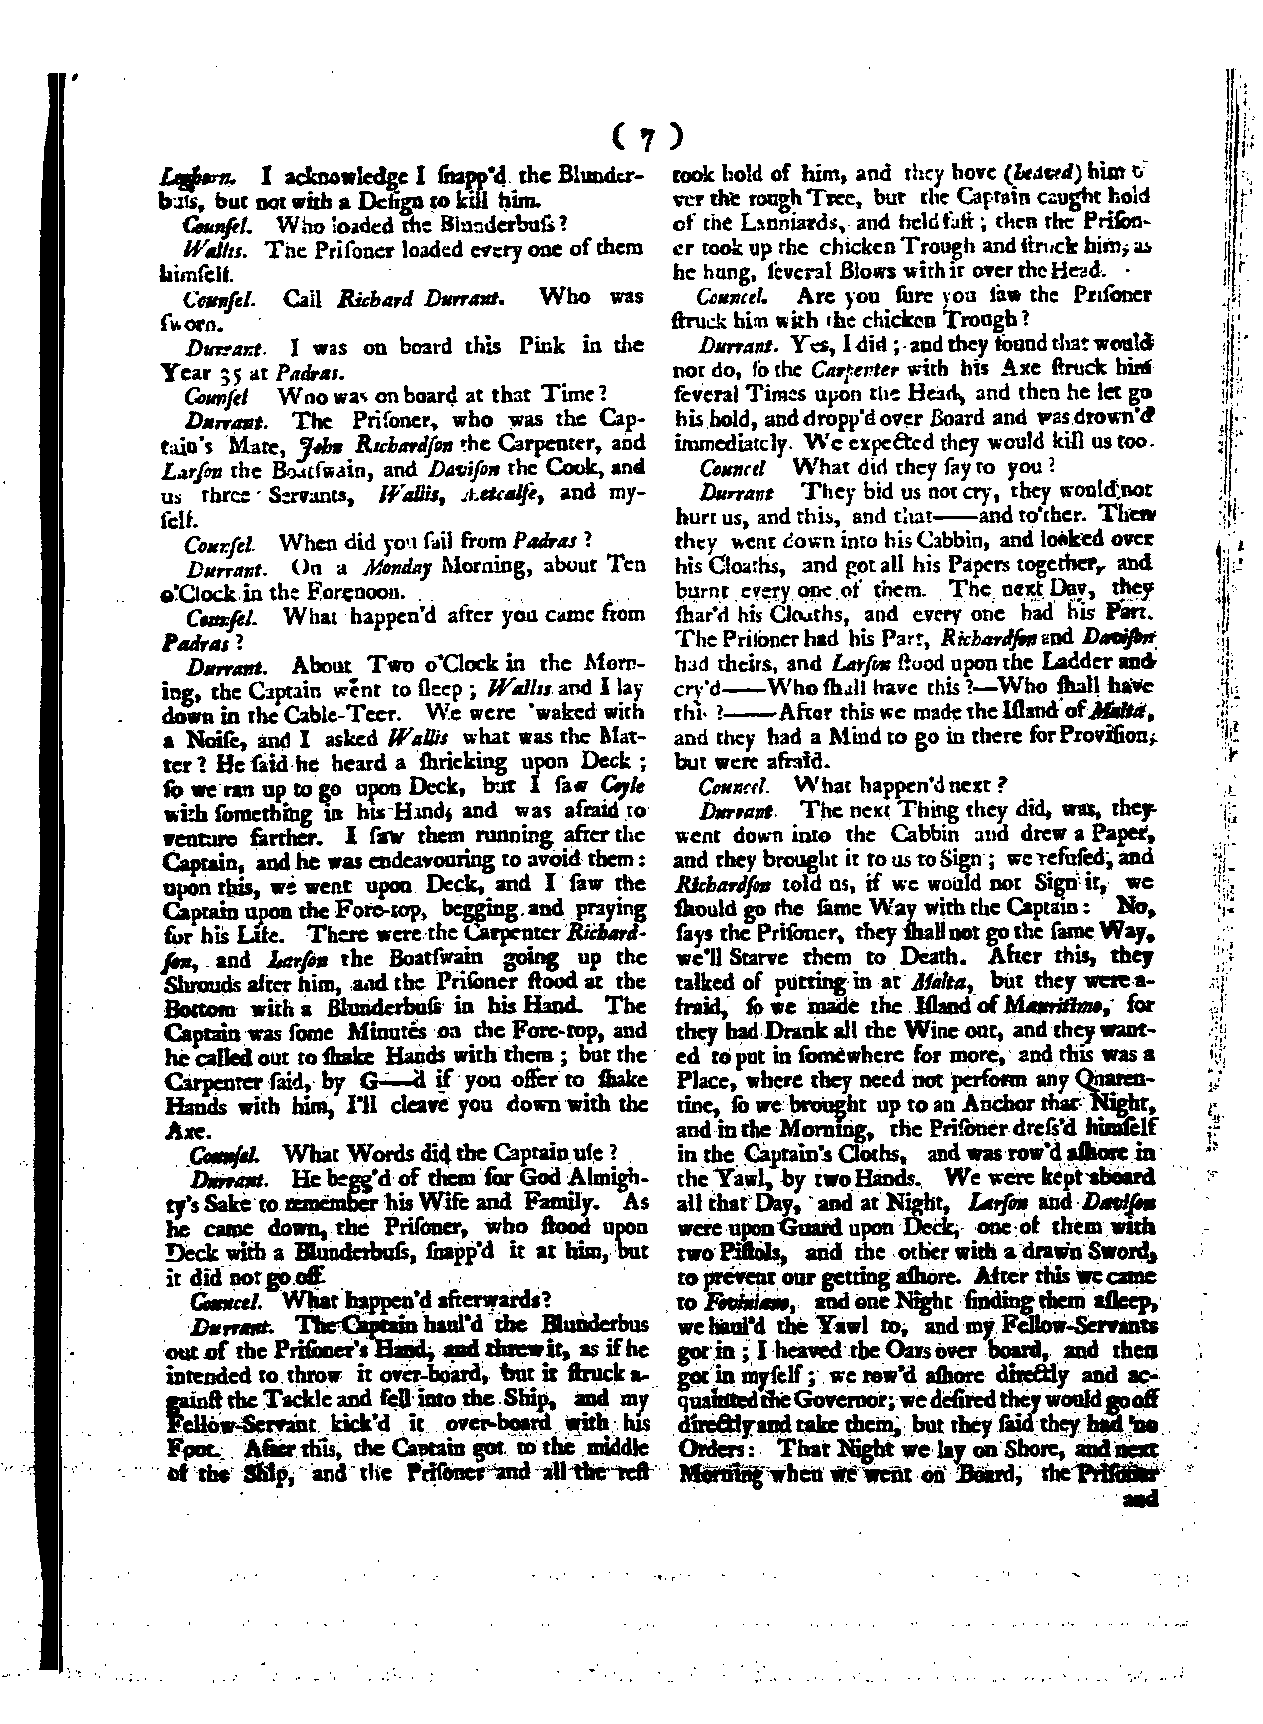 ( 7 )
Leghorn. I acknowledge I ſnapp'd the Blunder-
buſs, but not with a Deſign to kill him.
Counſel. Who loaded the Blunderbuſs?
Wallis. The Priſoner loaded every one of them
himſelf.
Counſel. Call Richard Durrant. Who was
ſworn.
Durrant. I was on board this Pink in the
Year 35 at Padras.
Counſel Who was on board at that Time?
Durrant. The Priſoner, who was the Cap-
tain's Mate, John Richardſon the Carpenter, and
Larſon the Boatſwain, and Daviſon the Cook, and
us three Servants, Wallis, Metcalfe, and my-
ſelf.
Counſel. When did you ſail from Padras?
Durrant. On a Monday Morning, about Ten
o'Clock in the Forenoon.
Counſel. What happen'd after you came from
Padras?
Durrant. About Two o'Clock in the Morn-
ing, the Captain went to ſleep; Wallis and I lay
down in the Cable-Teer. We were 'waked with
a Noiſe, and I asked Wallis what was the Mat-
ter? He ſaid he heard a ſhricking upon Deck;
ſo we ran up to go upon Deck, but I ſaw Coyle
with ſomething in his Hand; and was afraid to
venture farther. I ſaw them running after the
Captain, and he was endeavouring to avoid them:
upon this, we went upon Deck, and I ſaw the
Captain upon the Fore-top, begging and praying
for his Life. There were the Carpenter Richard-
ſon, and Larſon the Boatſwain going up the
Shrouds after him, and the Priſoner ſtood at the
Bottom with a Blunderbuſs in his Hand. The
Captain was ſome Minutes on the Fore-top, and
he called out to ſhake Hands with them; but the
Carpenter ſaid, by G—d if you offer to ſhake
Hands with him, I'll cleave you down with the
Axe.
Counſel. What Words did the Captain uſe?
Durrant. He begg'd of them for God Almigh-
ty's Sake to remember his Wife and Family. As
he came down, the Priſoner, who ſtood upon
Deck with a Blunderbuſs, ſnapp'd it at him, but
it did not go off.
Councel. What happen'd afterwards?
Durrant. The Captain haul'd the Blunderbus
out of the Priſoner's Hand, and threw it, as if he
intended to throw it over-board, but it ſtruck a-
gainſt the Tackle and fell into the Ship, and my
Fellow-Servant kick'd it over-board with his
Foot. After this, the Captain got to the middle
of the Ship, and the Priſoner and all the reſt
took hold of him, and they hove (heaved) him o
ver the rough Tree, but the Captain caught hold
of the Lanniards, and held faſt; then the Priſon-
er took up the chicken Trough and ſtruck him, as
he hung, ſeveral Blows with it over the Head.
Councel. Are you ſure you ſaw the Priſoner
ſtruck him with the chicken Trough?
Durrant. Yes, I did; and they found that would
not do, ſo the Carpenter with his Axe ſtruck him
ſeveral Times upon the Head, and then he let go
his hold, and dropp'd over Board and was drown'd
immediately. We expected they would kill us too.
Councel What did they ſay to you?
Durrant They bid us not cry, they would not
hurt us, and this, and that——and to'ther. Then
they went down into his Cabbin, and looked over
his Cloaths, and got all his Papers together, and
burnt every one of them. The next Day, they
ſhar'd his Cloaths, and every one had his Part.
The Priſoner had his Part, Richardſon and Daviſon
had theirs, and Larſon ſtood upon the Ladder and
cry'd——Who ſhall have this?—Who ſhall have
this?——After this we made the Iſland of Malta,
and they had a Mind to go in there for Proviſion,
but were afraid.
Councel. What happen'd next?
Durrant. The next Thing they did, was, they
went down into the Cabbin and drew a Paper,
and they brought it to us to Sign; we refuſed, and
Richardſon told us, if we would not Sign it, we
ſhould go the ſame Way with the Captain: No,
ſays the Priſoner, they ſhall not go the ſame Way,
we'll Starve them to Death. After this, they
talked of putting in at Malta, but they were a-
fraid, ſo we made the Iſland of Mauritimo, for
they had Drank all the Wine out, and they want-
ed to put in ſomewhere for more, and this was a
Place, where they need not perform any Quaren-
tine, ſo we brought up to an Anchor that Night,
and in the Morning, the Priſoner dreſs'd himſelf
in the Captain's Cloths, and was row'd aſhore in
the Yawl, by two Hands. We were kept aboard
all that Day, and at Night, Larſon and Daviſon
were upon Guard upon Deck, one of them with
two Piſtols, and the other with a drawn Sword,
to prevent our getting aſhore. After this we came
to and one Night finding them aſleep,
we haul'd the Yawl to, and my Fellow-Servants
got in; I heaved the Oars over board, and then
got in myſelf; we row'd aſhore directly and ac-
quainted the Governor; we deſired they would go off
directly and take them, but they ſaid they had no
Orders: That Night we lay on Shore, and next
Morning when we went on Board, the Priſoner
and